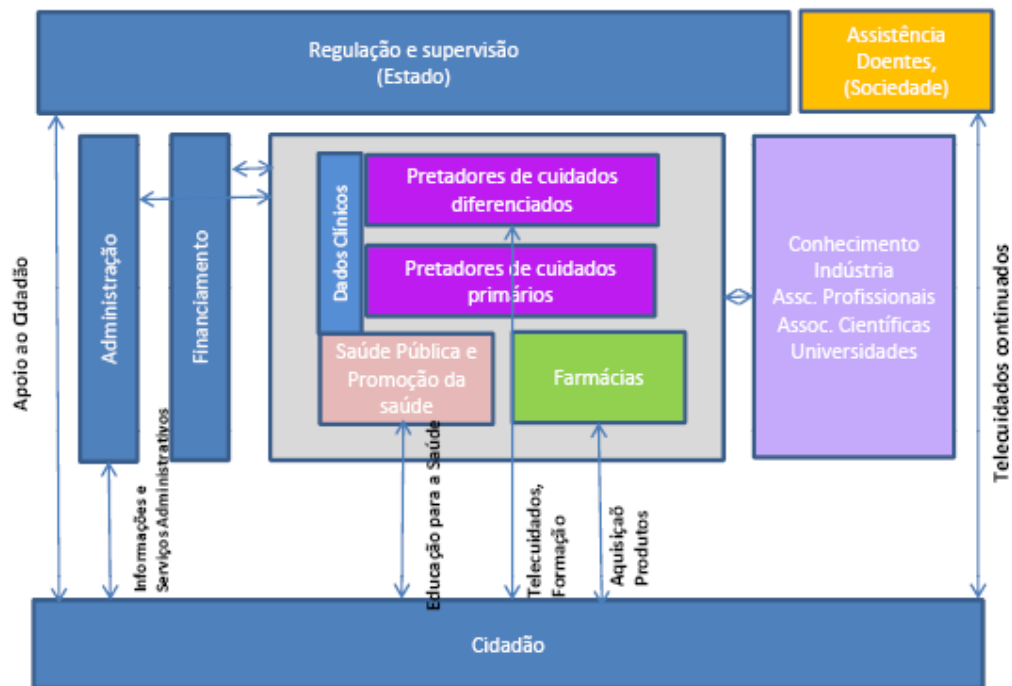 Regulação e supervisão
(Estado)
Assistência
Doentes,
(Sociedade)
Apoio ao Cidadão
Administração
Financiamento
Dados Clínicos
Pretadores de cuidados
diferenciados
Pretadores de cuidados
primários
Saúde Pública e
Promoção da
saúde
Farmácias
Conhecimento
Indústria
Assc. Profissionais
Assoc. Científicas
Universidades
Telecuidados continuados
Informações e
Serviços Administrativos
Educação para a Saúde
Telecuidados,
Formação
Aquisiçaõ
Produtos
Cidadão